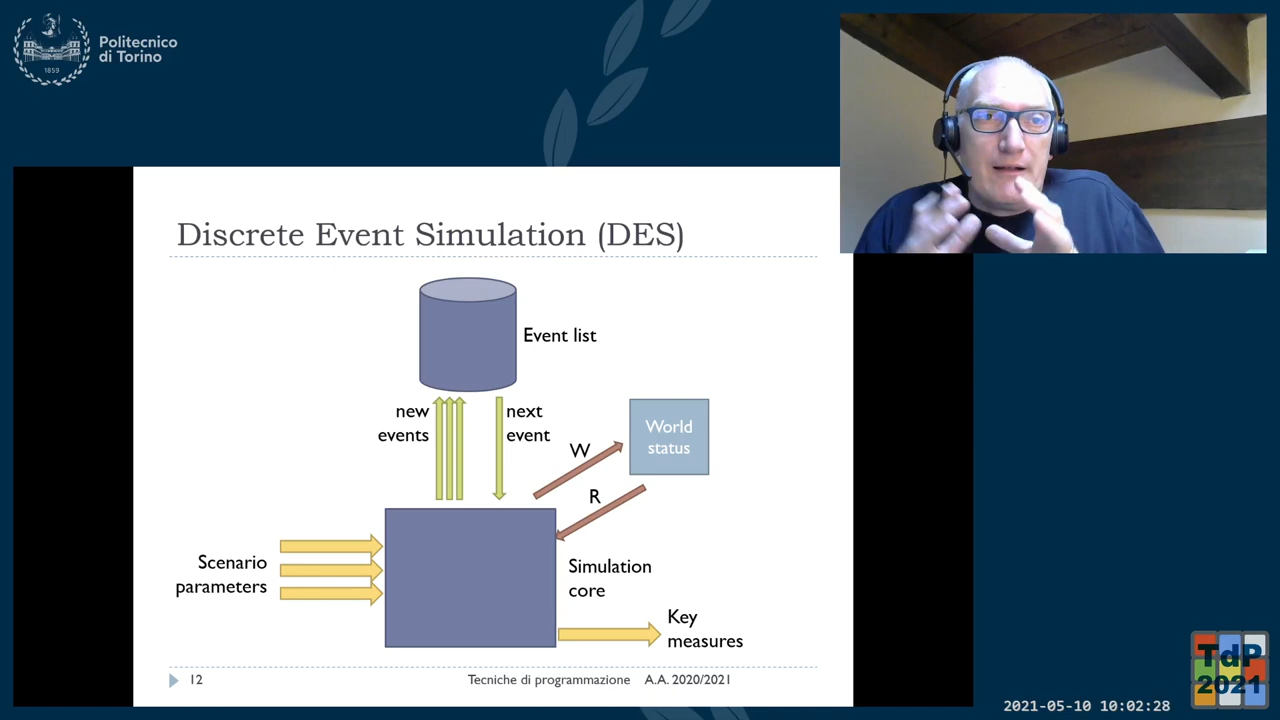 Politecnico
di Torino
1859
Discrete Event Simulation (DES)
Event list
new
events
next
event
World
status
W
R
Scenario
parameters
Simulation
core
Key
measures
12
Tecniche di programmazione A.A. 2020/2021
TdP
2021
2021-05-10 10:02:28